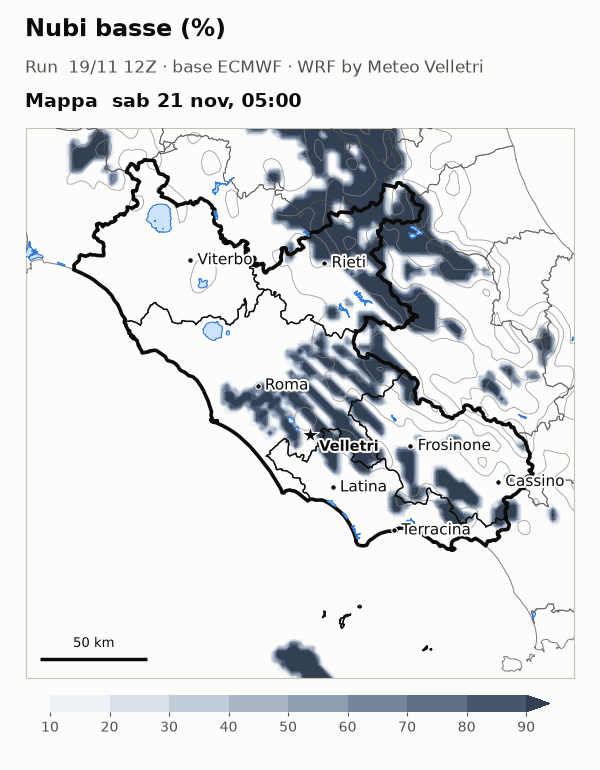 Nubi basse (%)
Run  19/11 12Z · base ECMWF · WRF by Meteo Velletri
Mappa  sab 21 nov, 05:00
Viterbo
Rieti
Roma
Velletri
Frosinone
Cassino
Latina
Terracina
50 km
10 20 30 40 50 60 70 80 90